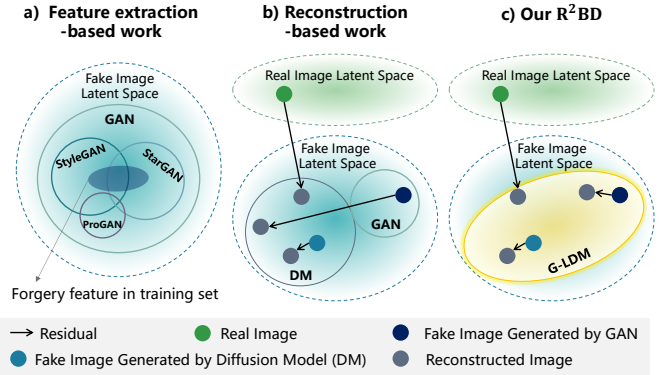 a) Feature extraction
-based work
Fake Image
Latent Space
GAN
StyleGAN
StarGAN
ProGAN
Forgery feature in training set
b) Reconstruction
-based work
Real Image Latent Space
Fake Image
Latent Space
GAN
DM
c) Our R²BD
Real Image Latent Space
Fake Image
Latent Space
G-LDM
Residual
Real Image
Fake Image Generated by GAN
Fake Image Generated by Diffusion Model (DM)
Reconstructed Image